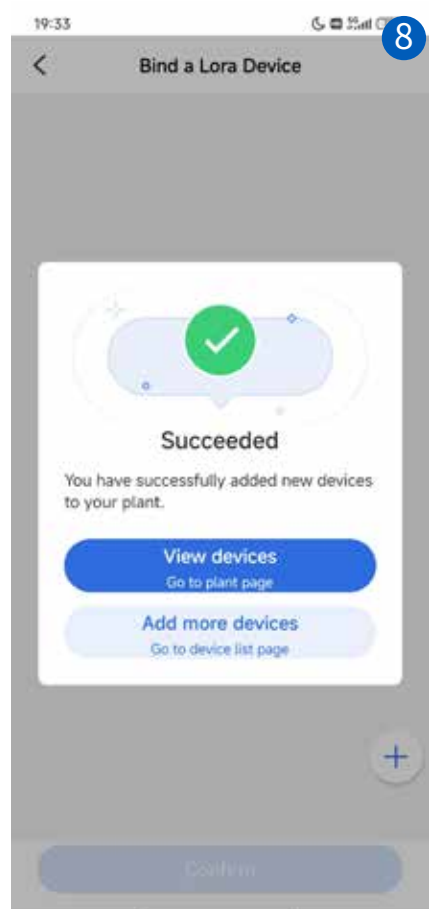 19:33
8
Bind a Lora Device
Succeeded
You have successfully added new devices
to your plant.
View devices
Go to plant page
Add more devices
Go to device list page
+
Confirm